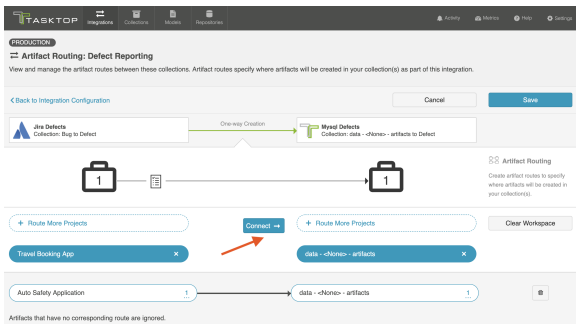 TASKTOP
Integrations
Collections
Models
Repositories
Activity
Metrics
Help
Settings
PRODUCTION
Artifact Routing: Defect Reporting
View and manage the artifact routes between these collections. Artifact routes specify where artifacts will be created in your collection(s) as part of this integration.
Back to Integration Configuration
Cancel
Save
Jira Defects
Collection: Bug to Defect
One-way Creation
Mysql Defects
Collection: data - <None> - artifacts to Defect
1
1
Artifact Routing
Create artifact routes to specify
where artifacts will be created in
your collection(s).
+ Route More Projects
Connect →
+ Route More Projects
Clear Workspace
Travel Booking App ×
data - <None> - artifacts ×
Auto Safety Application 1
data - <None> - artifacts 1
Artifacts that have no corresponding route are ignored.